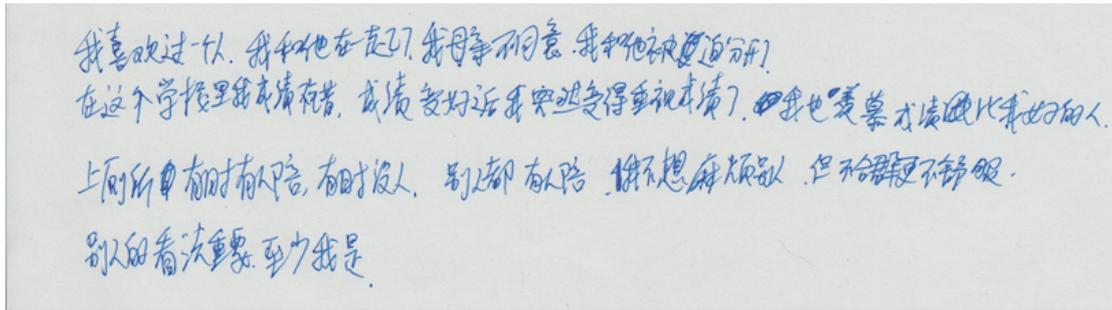 我喜欢过一个人.我和他在一起了.我母亲不同意.我和他被迫分开了
在这个学校里我成绩存昔,成绩变好之后我突然变得重视成绩了.我也羡慕成绩比我好的人.
上厕所有时有人陪,有时没人.别人都有人陪.我不想麻烦别人.但不合群更不舒服.
别人的看法重要.至少我是.